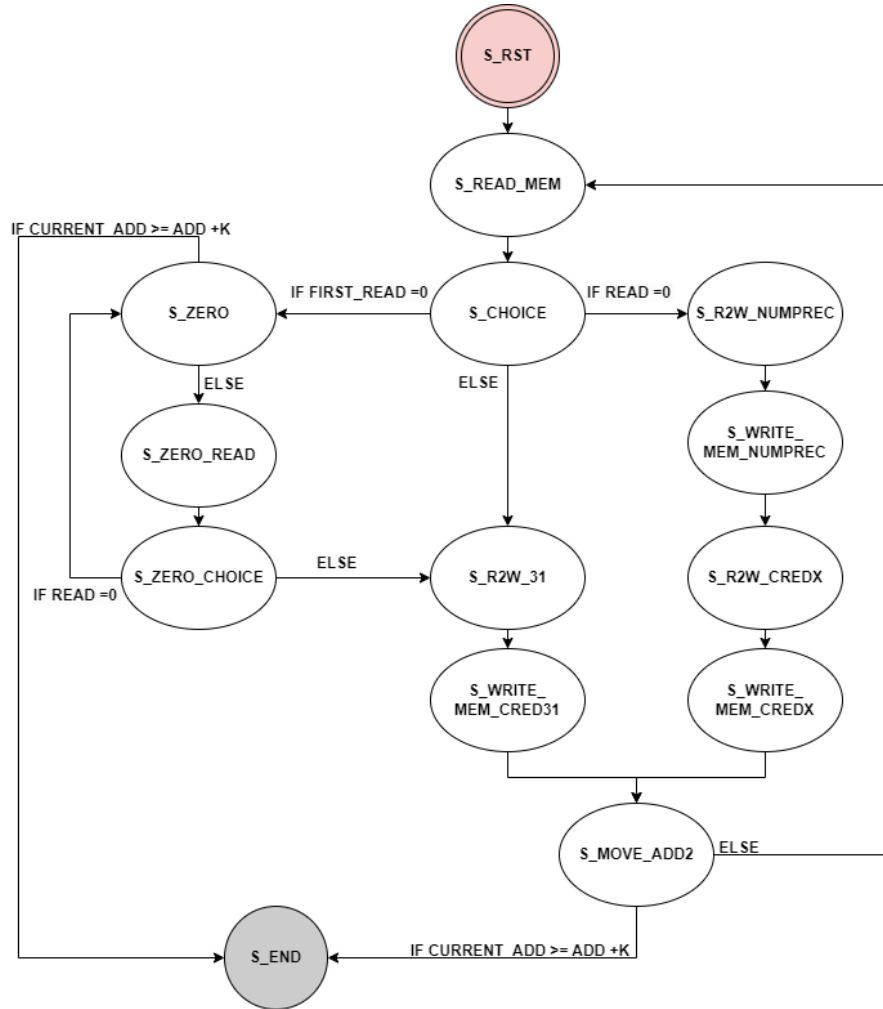 S_RST
S_READ_MEM
IF CURRENT_ADD >= ADD +K
S_ZERO
IF FIRST_READ =0
S_CHOICE
IF READ =0
S_R2W_NUMPREC
ELSE
ELSE
S_ZERO_READ
S_WRITE_
MEM_NUMPREC
S_ZERO_CHOICE
ELSE
S_R2W_31
S_R2W_CREDX
IF READ =0
S_WRITE_
MEM_CRED31
S_WRITE_
MEM_CREDX
S_MOVE_ADD2
ELSE
S_END
IF CURRENT_ADD >= ADD +K